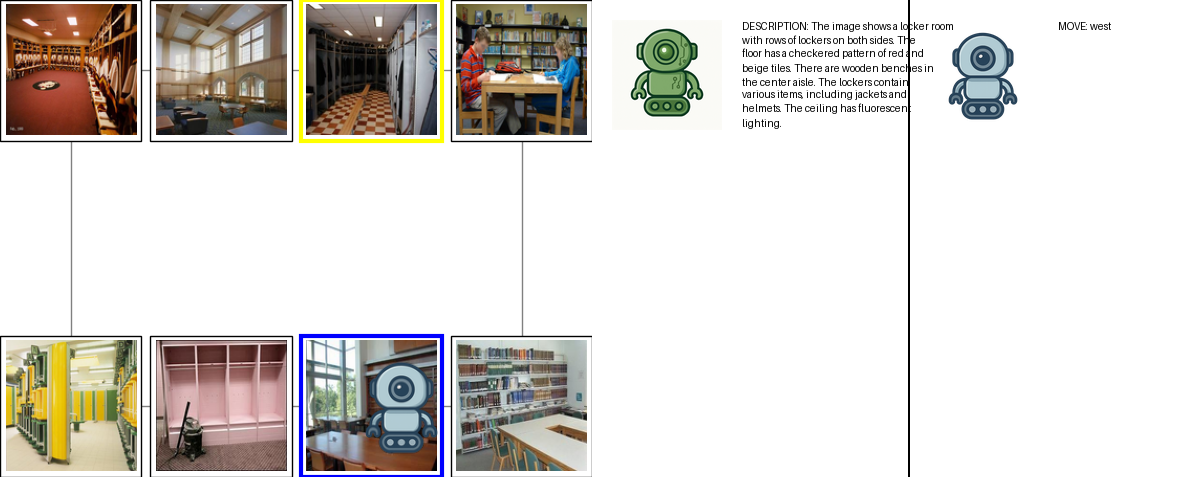 DESCRIPTION: The image shows a locker room
with rows of lockers on both sides. The
floor has a checkered pattern of red and
beige tiles. There are wooden benches in
the center aisle. The lockers contain
various items, including jackets and
helmets. The ceiling has fluorescent
lighting.
MOVE: west